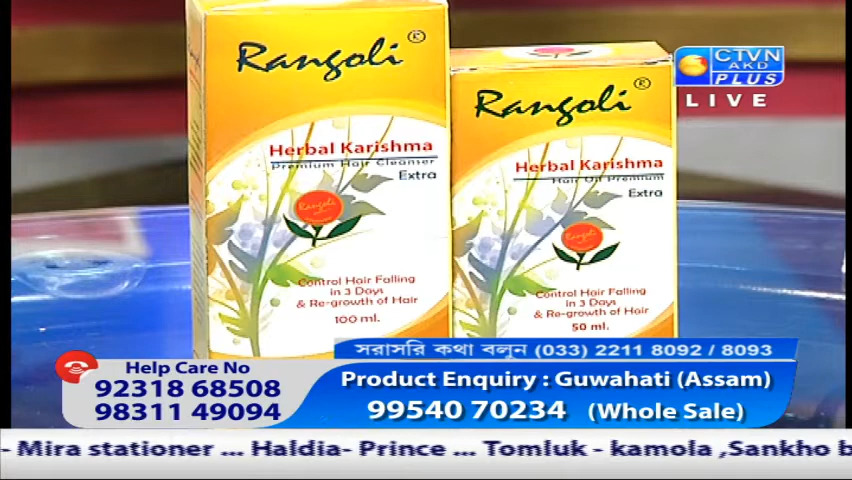 Rangoli®
Herbal Karishma
Premium Hair Cleanser
Extra
Rangoli
Control Hair Falling
in 3 Days
& Re-growth of Hair
100 ml.
Rangoli®
Herbal Karishma
Hair Oil Premium
Extra
Rangoli
Control Hair Falling
in 3 Days
& Re-growth of Hair
50 ml.
CTVN
AKD
PLUS
LIVE
সরাসরি কথা বলুন (033) 2211 8092 / 8093
Help Care No
92318 68508
98311 49094
Product Enquiry : Guwahati (Assam)
99540 70234 (Whole Sale)
- Mira stationer ... Haldia- Prince ... Tomluk - kamola ,Sankho b